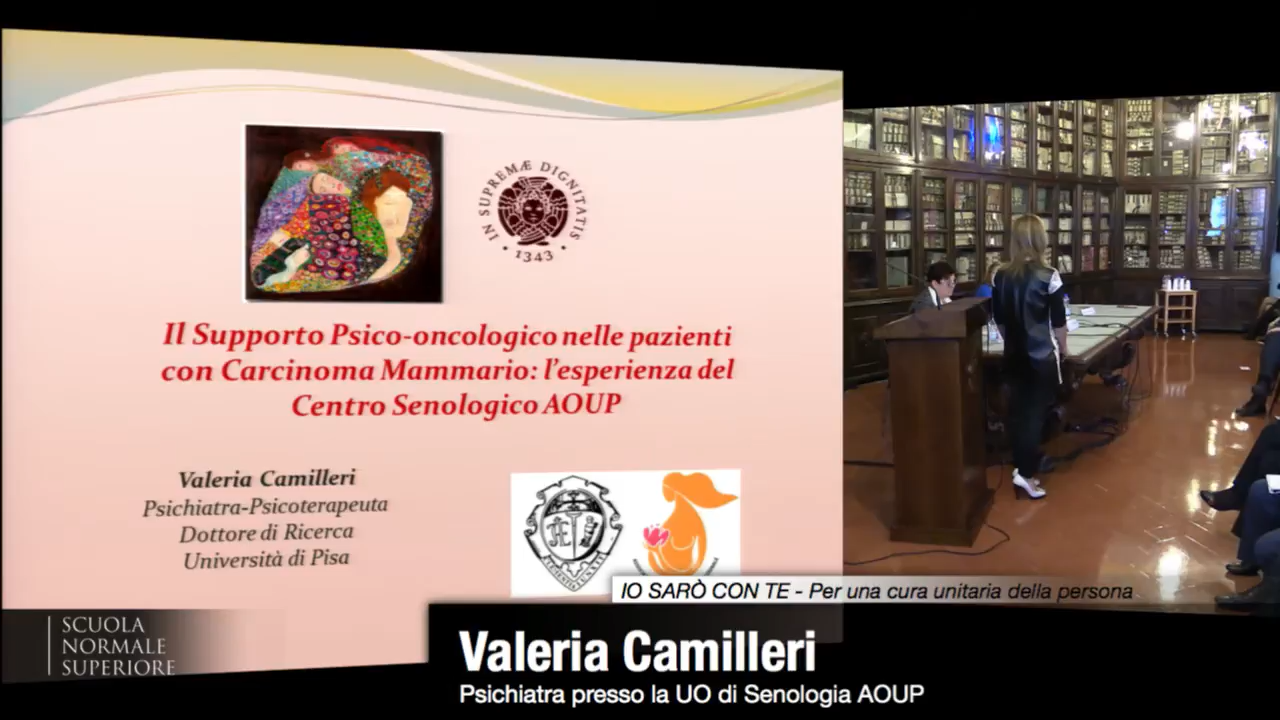 IN SUPREMÆ DIGNITATIS
• 1343 •
Il Supporto Psico-oncologico nelle pazienti
con Carcinoma Mammario: l'esperienza del
Centro Senologico AOUP
Valeria Camilleri
Psichiatra-Psicoterapeuta
Dottore di Ricerca
Università di Pisa
IO SARÒ CON TE - Per una cura unitaria della persona
SCUOLA
NORMALE
SUPERIORE
Valeria Camilleri
Psichiatra presso la UO di Senologia AOUP